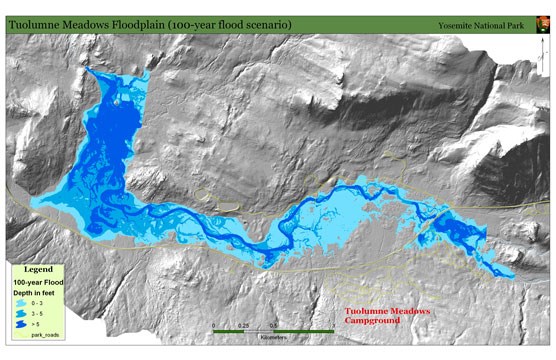 Tuolumne Meadows Floodplain (100-year flood scenario)
Yosemite National Park
Legend
100-year Flood
Depth in feet
0 - 3
3 - 5
> 5
park_roads
Tuolumne Meadows
Campground
0 0.25 0.5 1
Kilometers